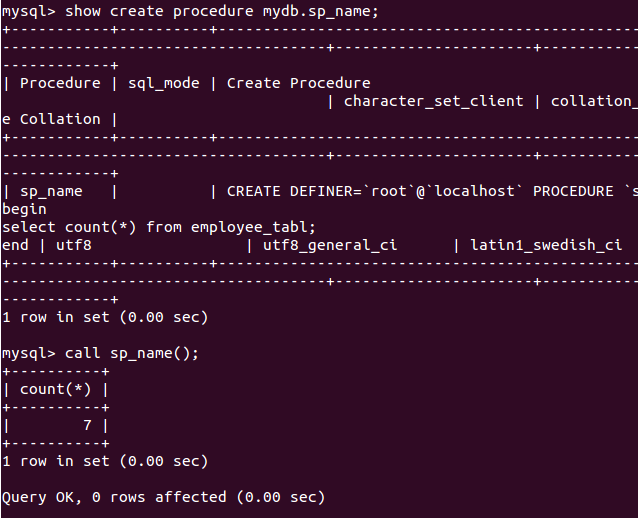 mysql> show create procedure mydb.sp_name;
+-----------+----------+-----------------------------------------------
------------------------------------+----------------------+-----------
------------+
| Procedure | sql_mode | Create Procedure
| character_set_client | collation_
e Collation |
+-----------+----------+-----------------------------------------------
------------------------------------+----------------------+-----------
------------+
| sp_name   |          | CREATE DEFINER=`root`@`localhost` PROCEDURE `s
begin
select count(*) from employee_tabl;
end | utf8                 | utf8_general_ci      | latin1_swedish_ci
+-----------+----------+-----------------------------------------------
------------------------------------+----------------------+-----------
------------+
1 row in set (0.00 sec)
mysql> call sp_name();
+----------+
| count(*) |
+----------+
|        7 |
+----------+
1 row in set (0.00 sec)
Query OK, 0 rows affected (0.00 sec)